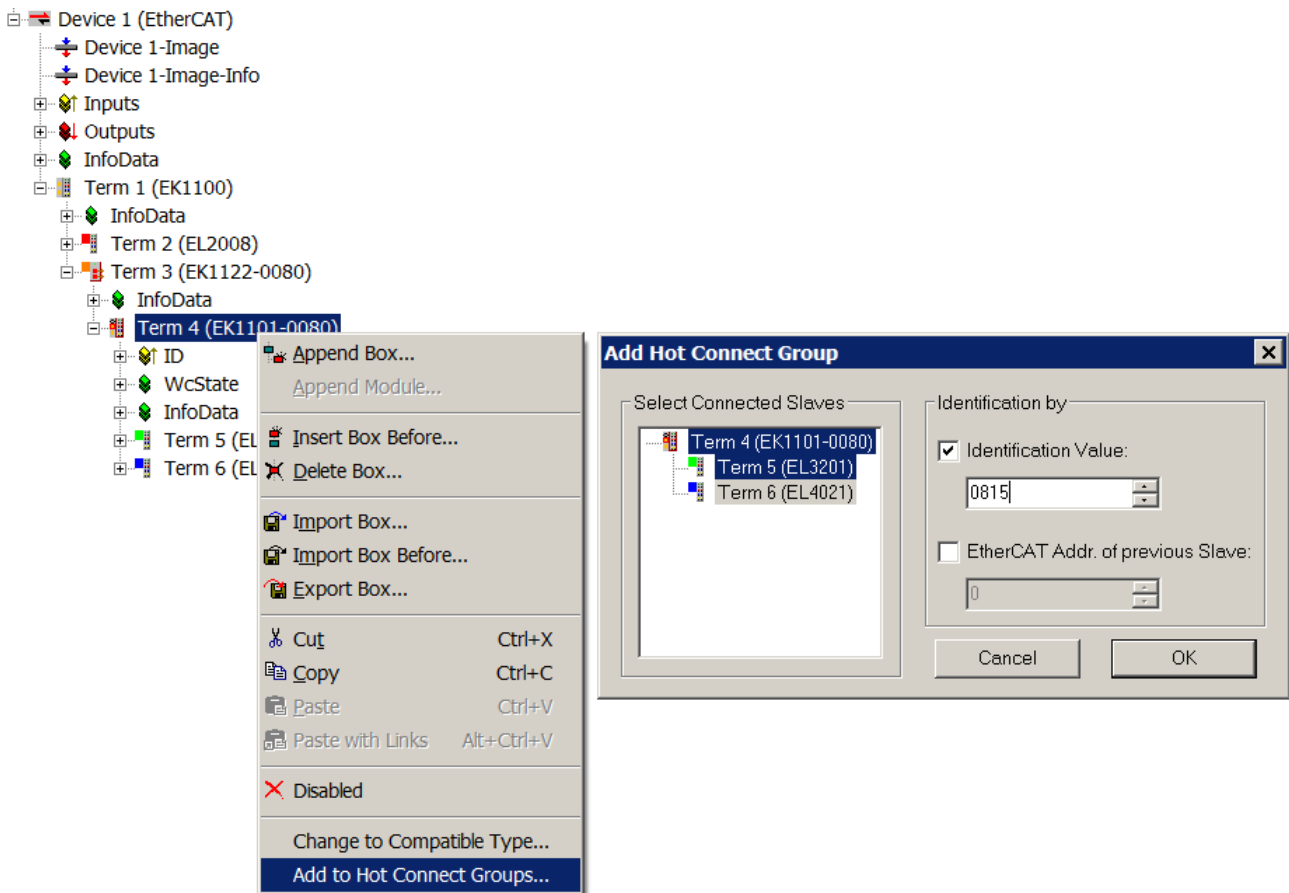 Device 1 (EtherCAT)
Device 1-Image
Device 1-Image-Info
Inputs
Outputs
InfoData
Term 1 (EK1100)
InfoData
Term 2 (EL2008)
Term 3 (EK1122-0080)
InfoData
Term 4 (EK1101-0080)
ID
WcState
InfoData
Term 5 (EL
Term 6 (EL
Append Box...
Append Module...
Insert Box Before...
Delete Box...
Import Box...
Import Box Before...
Export Box...
Cut Ctrl+X
Copy Ctrl+C
Paste Ctrl+V
Paste with Links Alt+Ctrl+V
Disabled
Change to Compatible Type...
Add to Hot Connect Groups...
Add Hot Connect Group
Select Connected Slaves
Term 4 (EK1101-0080)
Term 5 (EL3201)
Term 6 (EL4021)
Identification by
Identification Value:
0815
EtherCAT Addr. of previous Slave:
0
Cancel OK